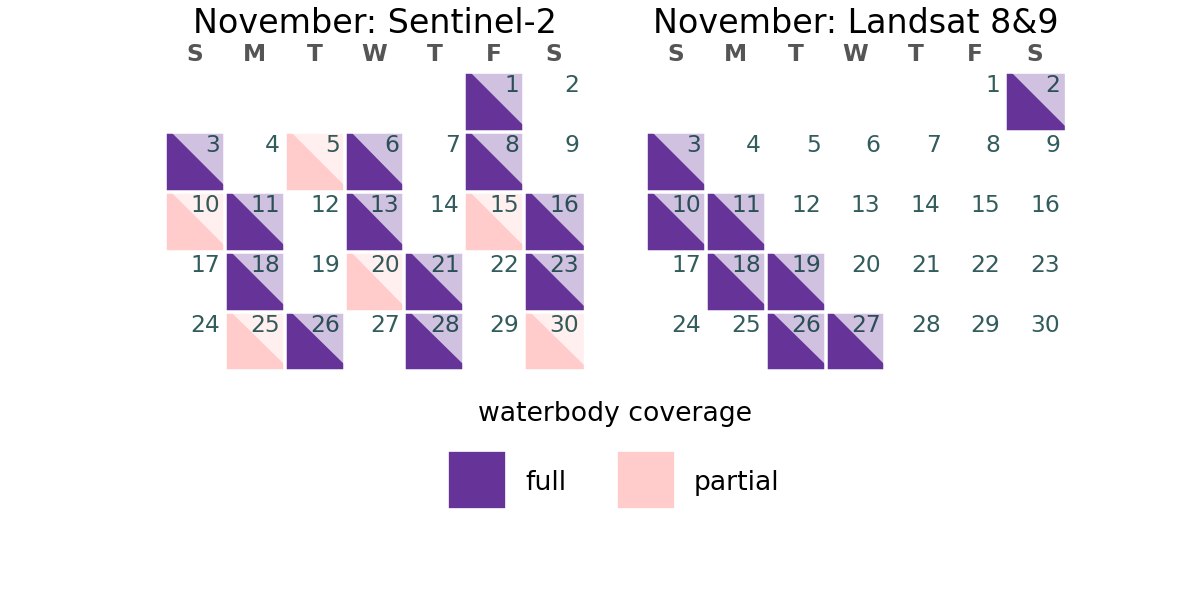 November: Sentinel-2
S M T W T F S
1 2
3 4 5 6 7 8 9
10 11 12 13 14 15 16
17 18 19 20 21 22 23
24 25 26 27 28 29 30
November: Landsat 8&9
S M T W T F S
1 2
3 4 5 6 7 8 9
10 11 12 13 14 15 16
17 18 19 20 21 22 23
24 25 26 27 28 29 30
waterbody coverage
full partial